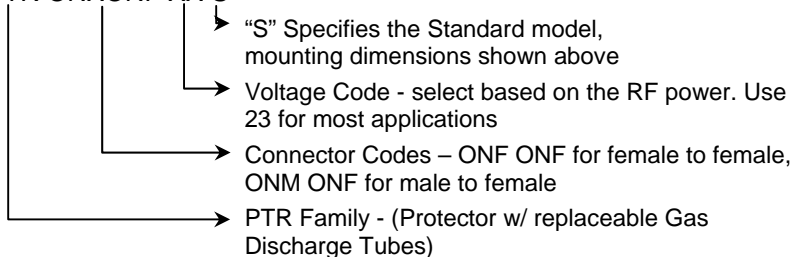 “S” Specifies the Standard model,
mounting dimensions shown above
Voltage Code - select based on the RF power. Use
23 for most applications
Connector Codes – ONF ONF for female to female,
ONM ONF for male to female
PTR Family - (Protector w/ replaceable Gas
Discharge Tubes)